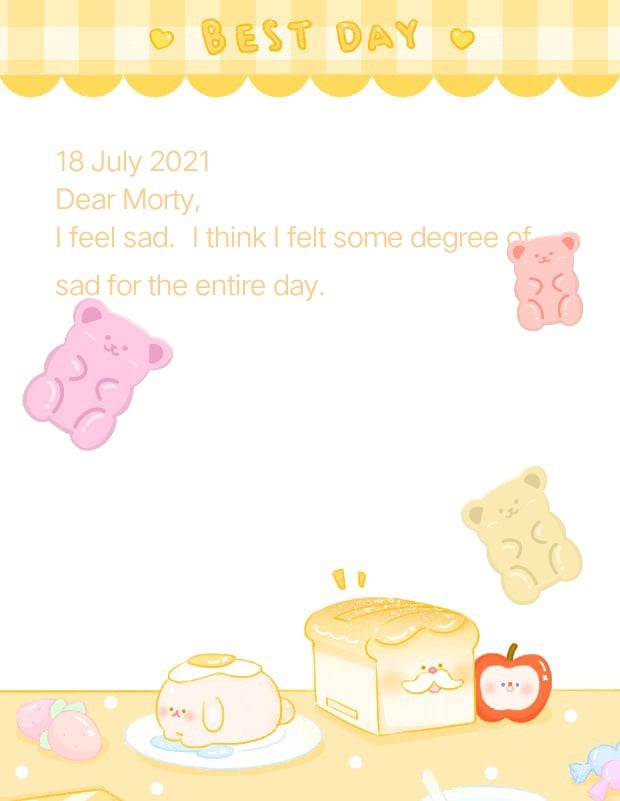 BEST DAY
18 July 2021
Dear Morty,
I feel sad. I think I felt some degree of
sad for the entire day.